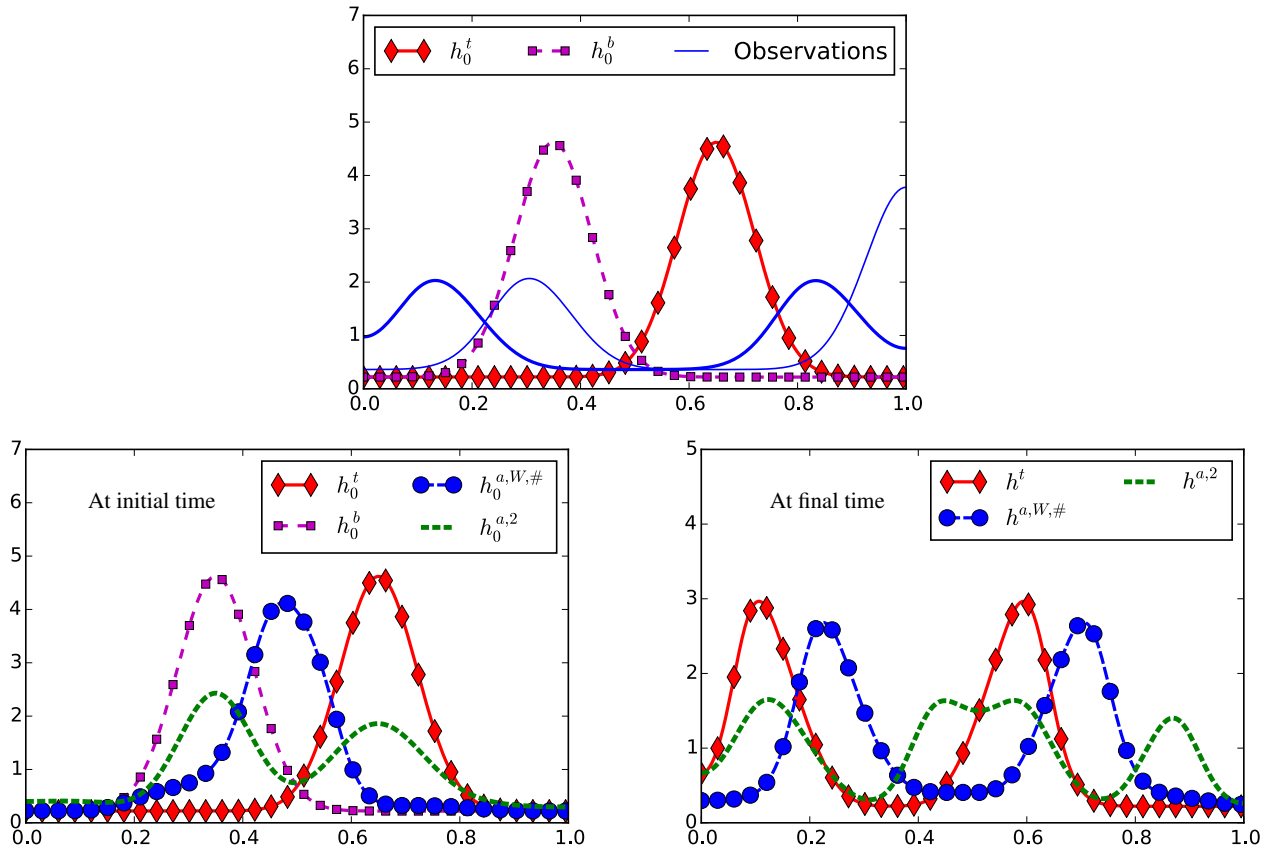 7
6
5
4
3
2
1
0
0.0 0.2 0.4 0.6 0.8 1.0
h_0^t h_0^b Observations
7
6
5
4
3
2
1
0
0.0 0.2 0.4 0.6 0.8 1.0
At initial time
h_0^t h_0^{a,W,#}
h_0^b h_0^{a,2}
5
4
3
2
1
0
0.0 0.2 0.4 0.6 0.8 1.0
At final time
h^t h^{a,2}
h^{a,W,#}